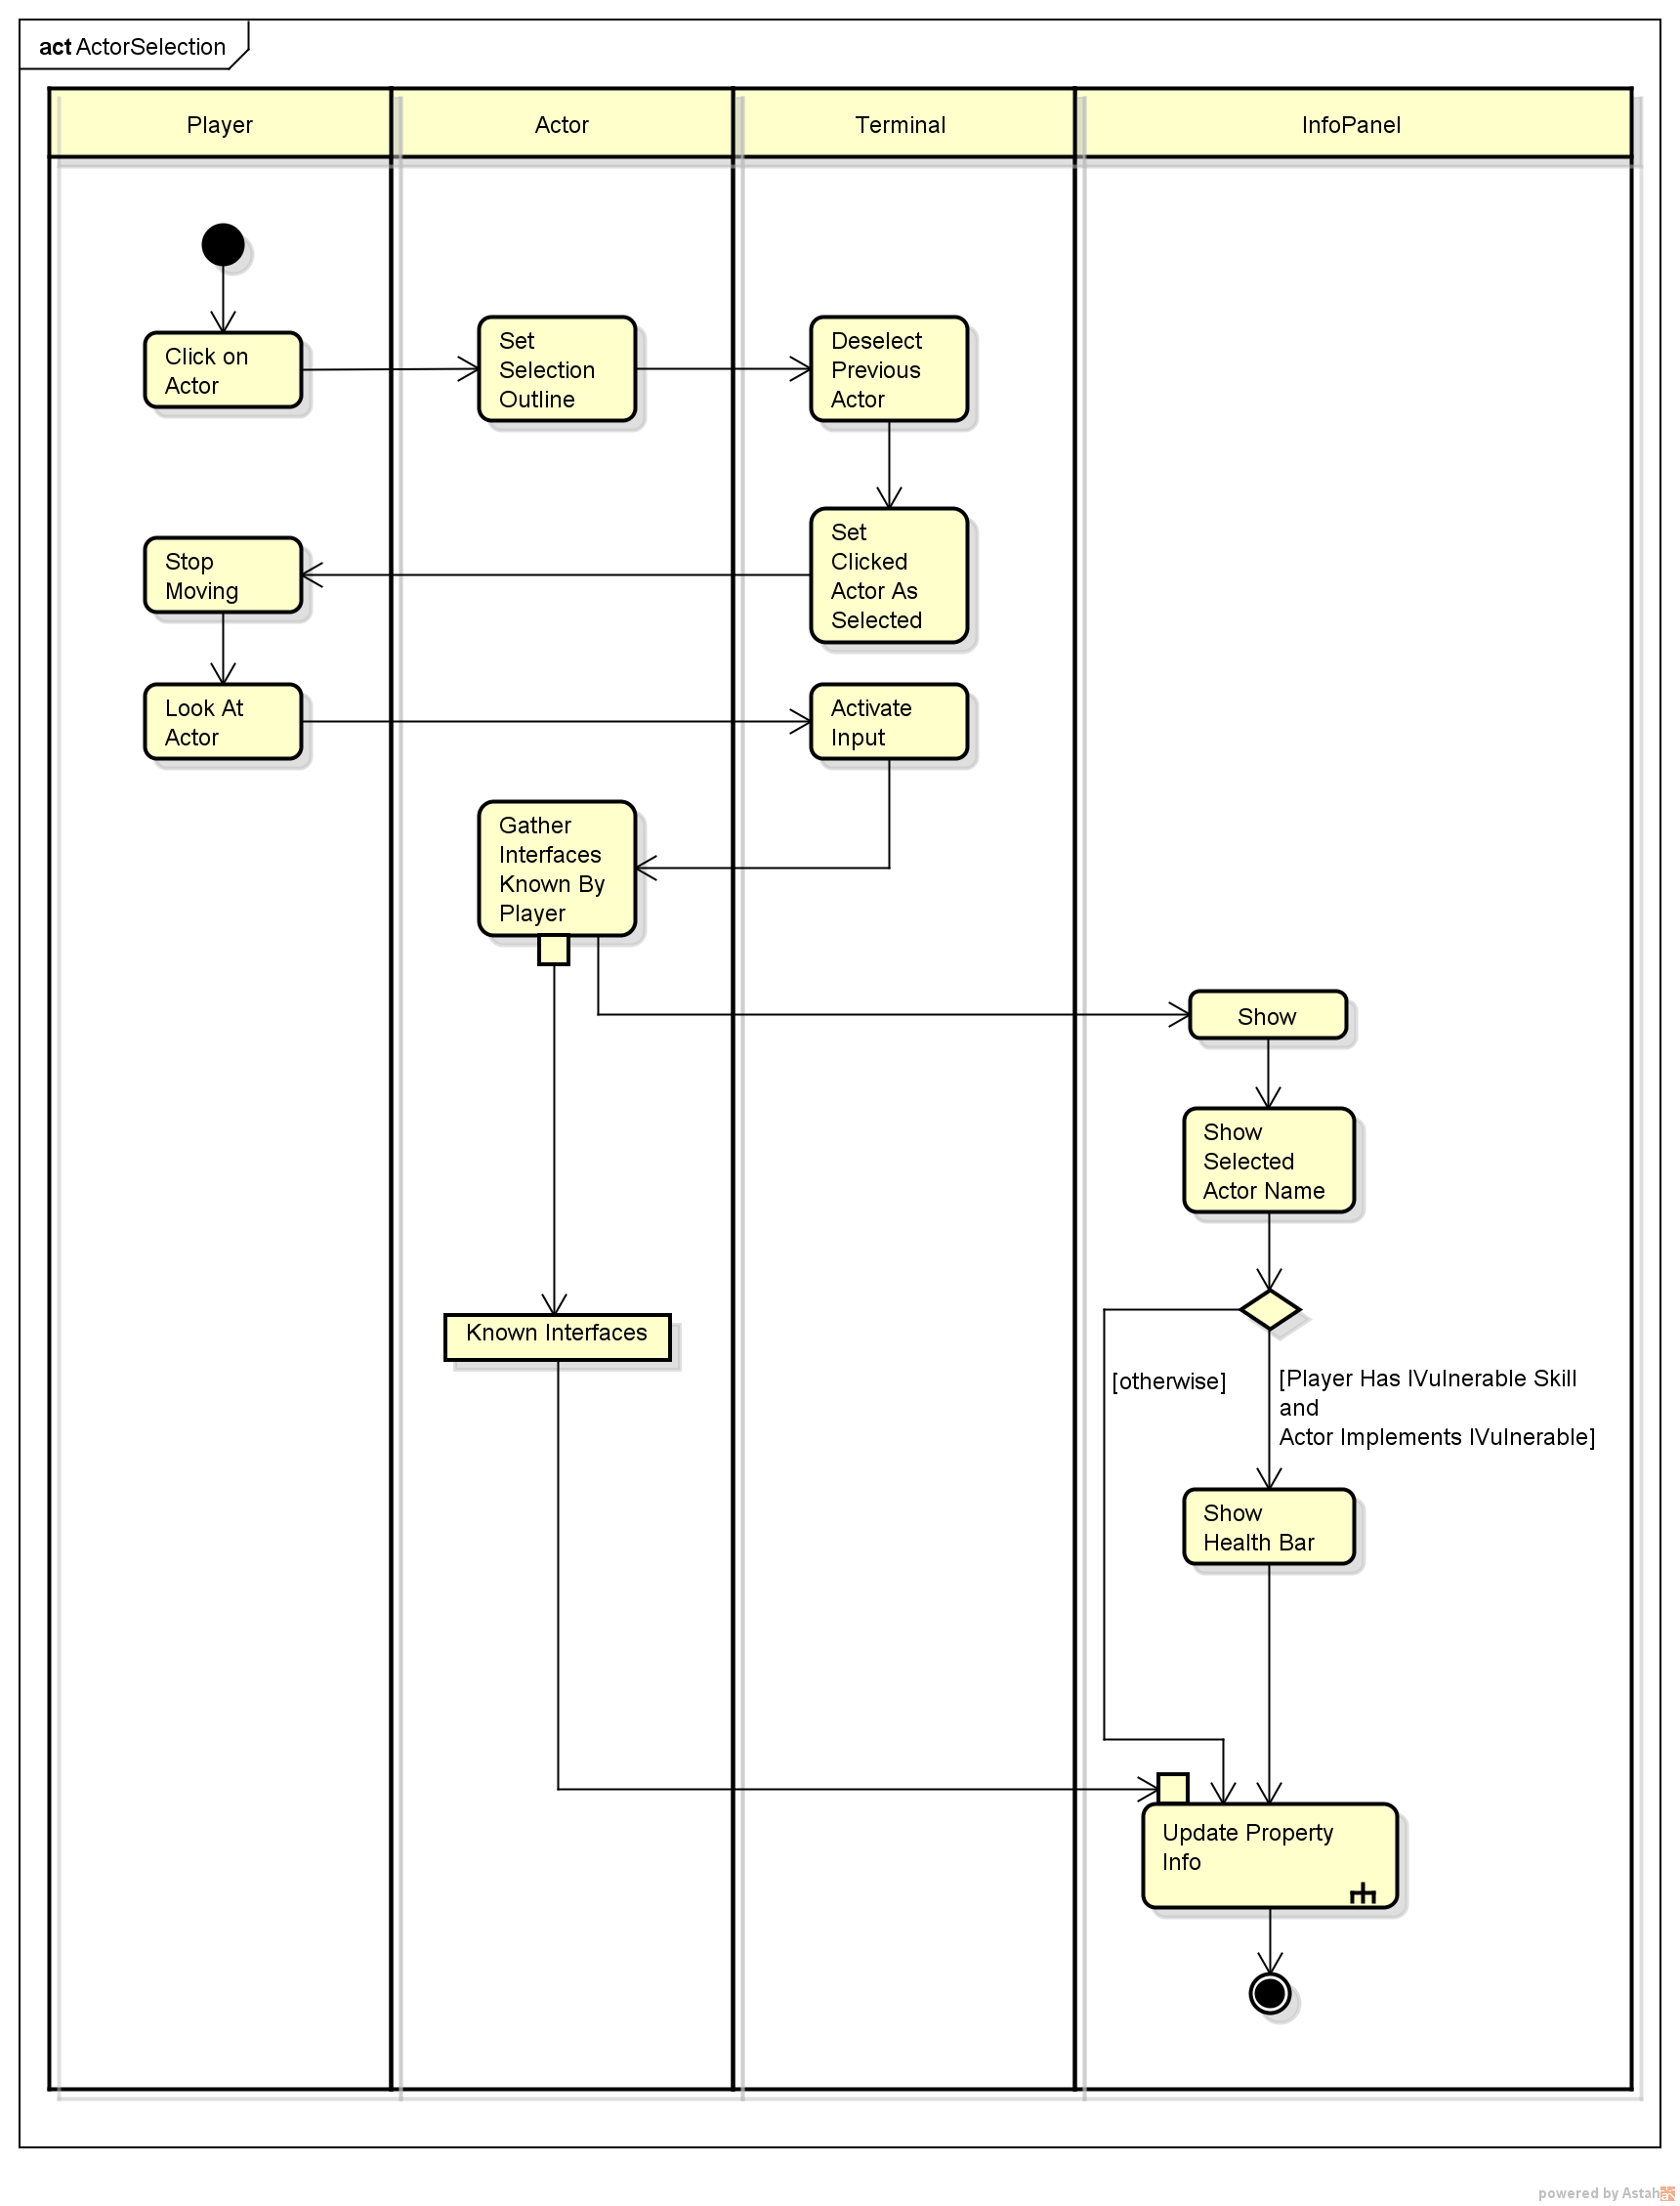 act ActorSelection
Player
Actor
Terminal
InfoPanel
Click on
Actor
Set
Selection
Outline
Deselect
Previous
Actor
Set
Clicked
Actor As
Selected
Stop
Moving
Look At
Actor
Activate
Input
Gather
Interfaces
Known By
Player
Show
Show
Selected
Actor Name
Known Interfaces
[otherwise]
[Player Has IVulnerable Skill
and
Actor Implements IVulnerable]
Show
Health Bar
Update Property
Info
powered by Astah